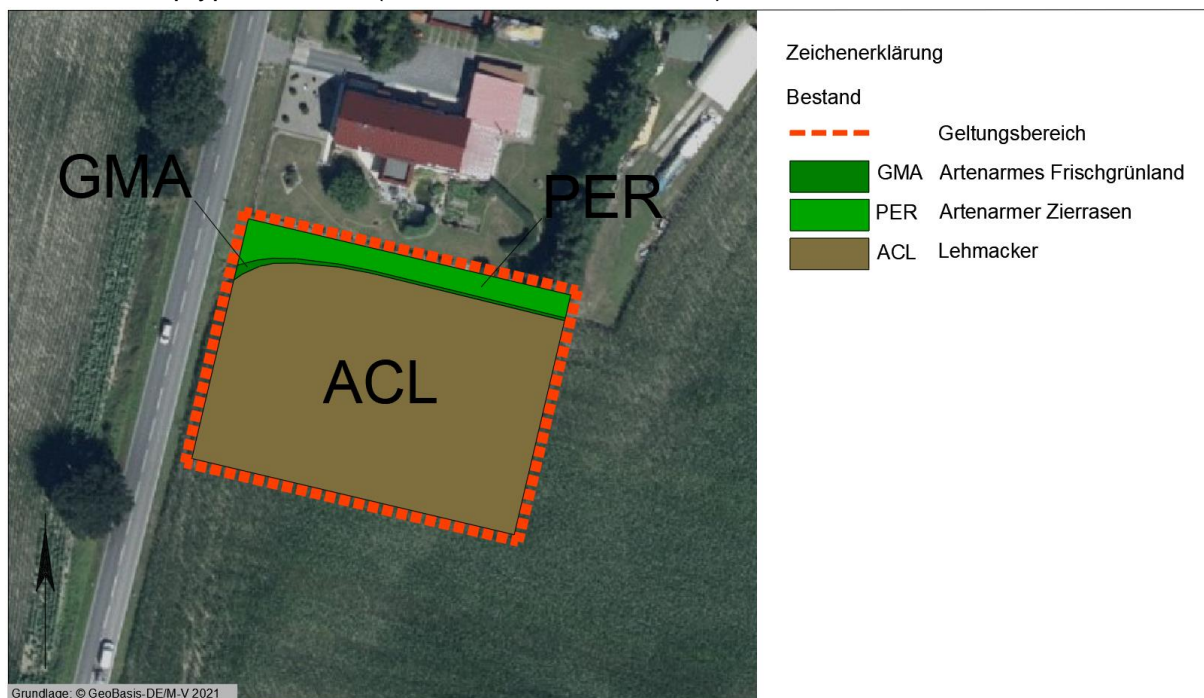 Zeichenerklärung
Bestand
Geltungsbereich
GMA Artenarmes Frischgrünland
PER Artenarmer Zierrasen
ACL Lehmacker
GMA
PER
ACL
Grundlage: © GeoBasis-DE/M-V 2021